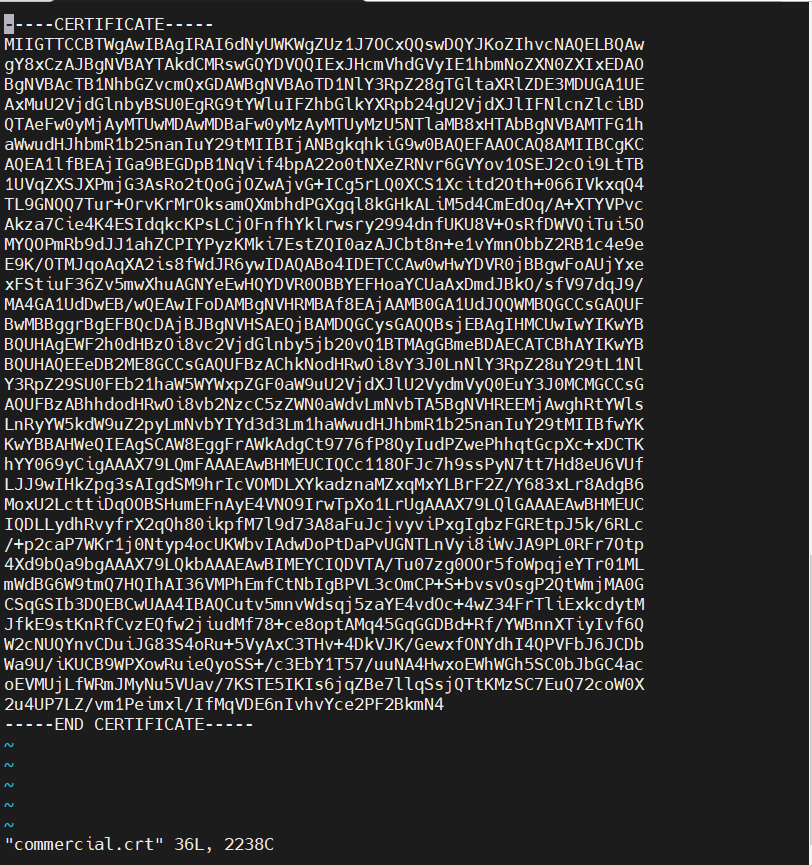 -----CERTIFICATE-----
MIIGTTCCBTWgAwIBAgIRAI6dNyUWKWgZUz1J7OCxQQswDQYJKoZIhvcNAQELBQAw
gY8xCzAJBgNVBAYTAkdCMRswGQYDVQQIExJHcmVhdGVyIE1hbmNoZXN0ZXIxEDAO
BgNVBAcTB1NhbGZvcmQxGDAWBgNVBAoTD1NlY3RpZ28gTGltaXRlZDE3MDUGA1UE
AxMuU2VjdGlnbyBSU0EgRG9tYWluIFZhbGlkYXRpb24gU2VjdXJlIFNlcnZlciBD
QTAeFw0yMjAyMTUwMDAwMDBaFw0yMzAyMTUyMzU5NTlaMB8xHTAbBgNVBAMTFG1h
aWwudHJhbmR1b25nanIuY29tMIIBIjANBgkqhkiG9w0BAQEFAAOCAQ8AMIIBCgKC
AQEA1lfBEAjIGa9BEGDpB1NqVif4bpA22o0tNXeZRNvr6GVYov1OSEJ2cOi9LtTB
1UVqZXSJXPmjG3AsRo2tQoGjOZwAjvG+ICg5rLQ0XCS1Xcitd2Oth+066IVkxqQ4
TL9GNQQ7Tur+OrvKrMrOksamQXmbhdPGXgql8kGHkALiM5d4CmEdOq/A+XTYVPvc
Akza7Cie4K4ESIdqkcKPsLCjOFnfhYklrwsry2994dnfUKU8V+OsRfDWVQiTui5O
MYQOPmRb9dJJ1ahZCPIYPyzKMki7EstZQI0azAJCbt8n+e1vYmnObbZ2RB1c4e9e
E9K/OTMJqoAqXA2is8fWdJR6ywIDAQABo4IDETCCAw0wHwYDVR0jBBgwFoAUjYxe
xFStiuF36Zv5mwXhuAGNYeEwHQYDVR0OBBYEFHoaYCUaAxDmdJBkO/sfV97dqJ9/
MA4GA1UdDwEB/wQEAwIFoDAMBgNVHRMBAf8EAjAAMB0GA1UdJQQWMBQGCCsGAQUF
BwMBBggrBgEFBQcDAjBJBgNVHSAEQjBAMDQGCysGAQQBsjEBAgIHMCUwIwYIKwYB
BQUHAgEWF2h0dHBzOi8vc2VjdGlnby5jb20vQ1BTMAgGBmeBDAECATCBhAYIKwYB
BQUHAQEEeDB2ME8GCCsGAQUFBzAChkNodHRwOi8vY3J0LnNlY3RpZ28uY29tL1Nl
Y3RpZ29SU0FEb21haW5WYWxpZGF0aW9uU2VjdXJlU2VydmVyQ0EuY3J0MCMGCCsG
AQUFBzABhhdodHRwOi8vb2NzcC5zZWN0aWdvLmNvbTA5BgNVHREEMjAwghRtYWls
LnRyYW5kdW9uZ2pyLmNvbYIYd3d3Lm1haWwudHJhbmR1b25nanIuY29tMIIBfwYK
KwYBBAHWeQIEAgSCAW8EggFrAWkAdgCt9776fP8QyIudPZwePhhqtGcpXc+xDCTK
hYY069yCigAAAX79LQmFAAAEAwBHMEUCIQCc118OFJc7h9ssPyN7tt7Hd8eU6VUf
LJJ9wIHkZpg3sAIgdSM9hrIcVOMDLXYkadznaMZxqMxYLBrF2Z/Y683xLr8AdgB6
MoxU2LcttiDqOOBSHumEFnAyE4VNO9IrwTpXo1LrUgAAAX79LQlGAAAEAwBHMEUC
IQDLLydhRvyfrX2qQh80ikpfM7l9d73A8aFuJcjvyviPxgIgbzFGREtpJ5k/6RLc
/+p2caP7WKr1j0Ntyp4ocUKWbvIAdwDoPtDaPvUGNTLnVyi8iWvJA9PL0RFr7Otp
4Xd9bQa9bgAAAX79LQkbAAAEAwBIMEYCIQDVTA/Tu07zg0OOr5foWpqjeYTr01ML
mWdBG6W9tmQ7HQIhAI36VMPhEmfCtNbIgBPVL3cOmCP+S+bvsvOsgP2QtWmjMA0G
CSqGSIb3DQEBCwUAA4IBAQCutv5mnvWdsqj5zaYE4vdOc+4wZ34FrTliExkcdytM
JfkE9stKnRfCvzEQfw2jiudMf78+ce8optAMq45GqGGDBd+Rf/YWBnnXTiyIvf6Q
W2cNUQYnvCDuiJG83S4oRu+5VyAxC3THv+4DkVJK/GewxfONYdhI4QPVFbJ6JCDb
Wa9U/iKUCB9WPXowRuieQyoSS+/c3EbY1T57/uuNA4HwxoEWhWGh5SC0bJbGC4ac
oEVMUjLfWRmJMyNu5VUav/7KSTE5IKIs6jqZBe7llqSsjQTtKMzSC7EuQ72coW0X
2u4UP7LZ/vm1Peimxl/IfMqVDE6nIvhvYce2PF2BkmN4
-----END CERTIFICATE-----
~
~
~
~
~
"commercial.crt" 36L, 2238C